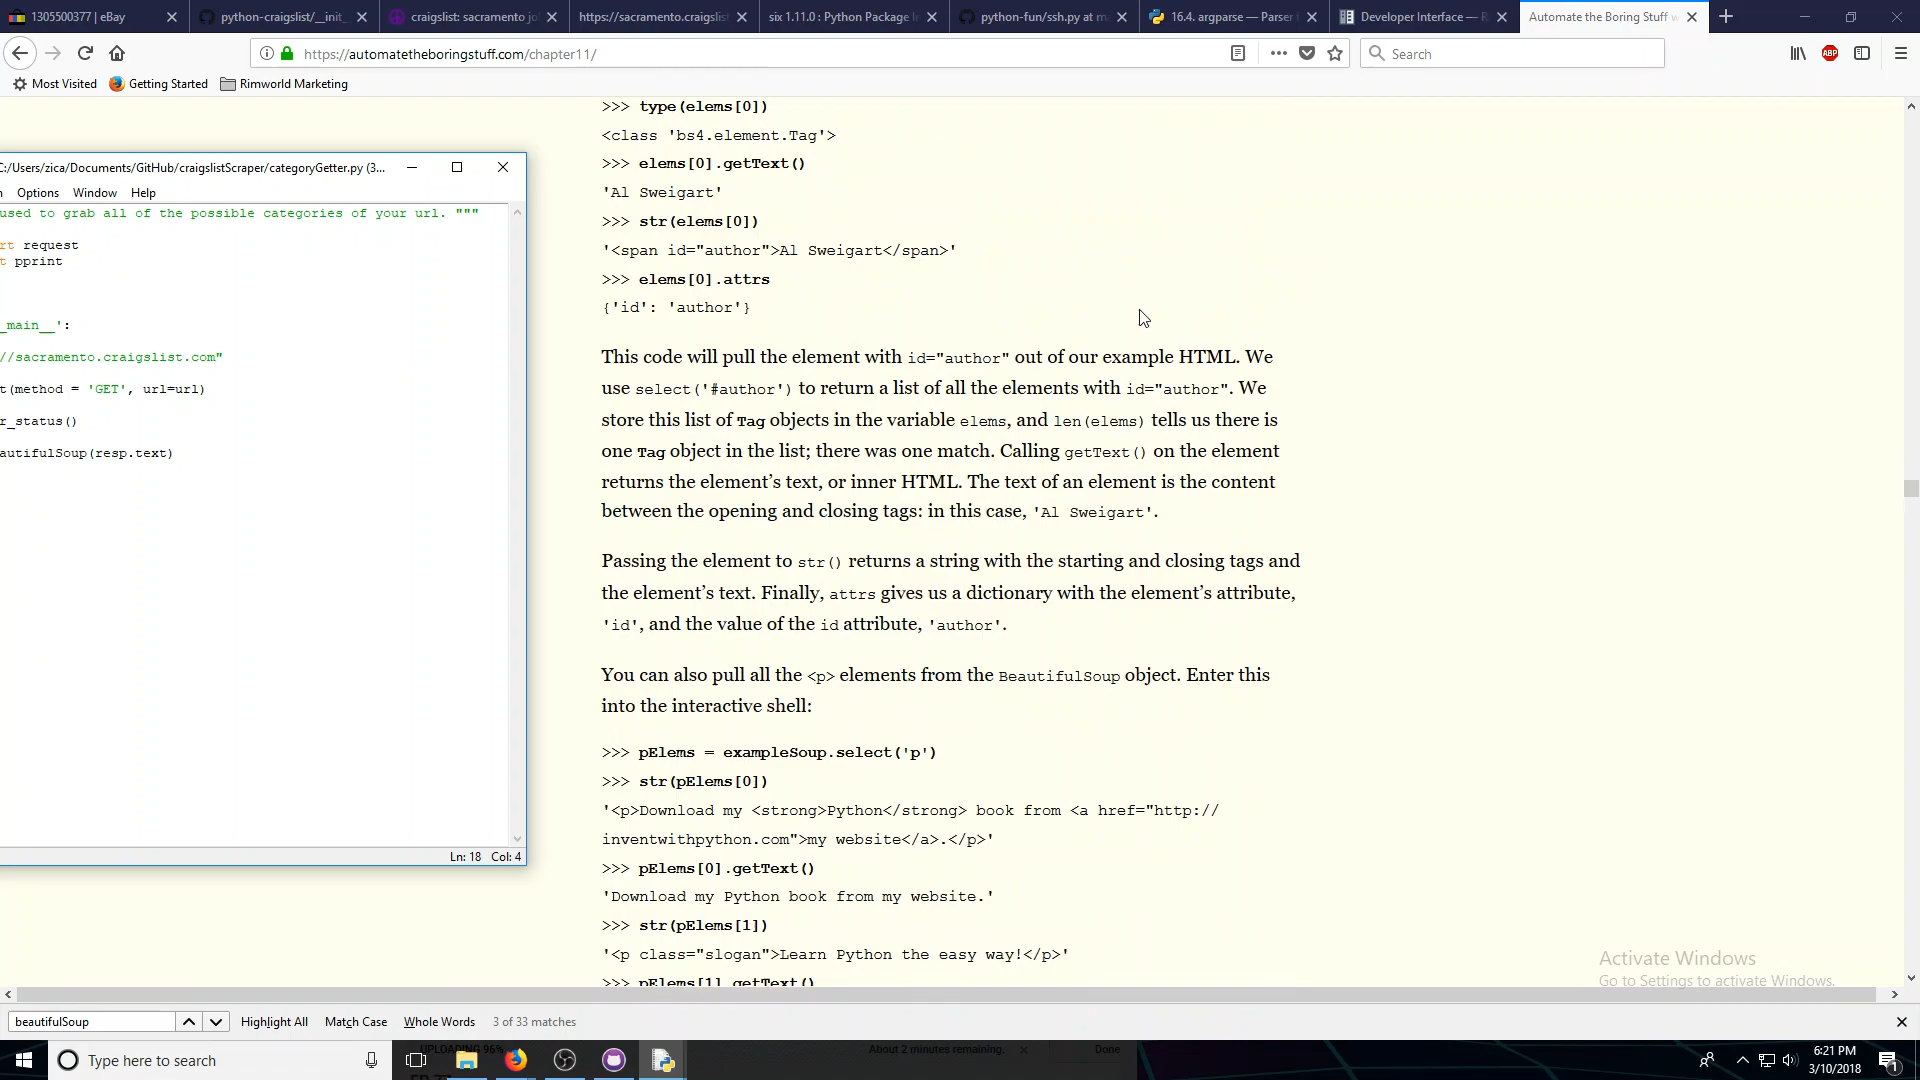 1305500377 | eBay
python-craigslist/__init_
craigslist: sacramento jo
https://sacramento.craigslist
six 1.11.0 : Python Package I
python-fun/ssh.py at m
16.4. argparse — Parser
Developer Interface — R
Automate the Boring Stuff w
https://automatetheboringstuff.com/chapter11/
Search
ABP
Most Visited
Getting Started
Rimworld Marketing
>>> type(elems[0])
<class 'bs4.element.Tag'>
>>> elems[0].getText()
'Al Sweigart'
>>> str(elems[0])
'<span id="author">Al Sweigart</span>'
>>> elems[0].attrs
{'id': 'author'}
This code will pull the element with id="author" out of our example HTML. We
use select('#author') to return a list of all the elements with id="author". We
store this list of Tag objects in the variable elems, and len(elems) tells us there is
one Tag object in the list; there was one match. Calling getText() on the element
returns the element’s text, or inner HTML. The text of an element is the content
between the opening and closing tags: in this case, 'Al Sweigart'.
Passing the element to str() returns a string with the starting and closing tags and
the element’s text. Finally, attrs gives us a dictionary with the element’s attribute,
'id', and the value of the id attribute, 'author'.
You can also pull all the <p> elements from the BeautifulSoup object. Enter this
into the interactive shell:
>>> pElems = exampleSoup.select('p')
>>> str(pElems[0])
'<p>Download my <strong>Python</strong> book from <a href="http://
inventwithpython.com">my website</a>.</p>'
>>> pElems[0].getText()
'Download my Python book from my website.'
>>> str(pElems[1])
'<p class="slogan">Learn Python the easy way!</p>'
>>> pElems[1].getText()
C:/Users/zica/Documents/GitHub/craigslistScraper/categoryGetter.py (3...
n Options Window Help
used to grab all of the possible categories of your url. """
rt request
t pprint
_main__':
//sacramento.craigslist.com"
t(method = 'GET', url=url)
r_status()
autifulSoup(resp.text)
Ln: 18 Col: 4
Activate Windows
Go to Settings to activate Windows.
beautifulSoup
Highlight All
Match Case
Whole Words
3 of 33 matches
Type here to search
UPLOADING 96%
About 2 minutes remaining.
Done
6:21 PM
3/10/2018
1